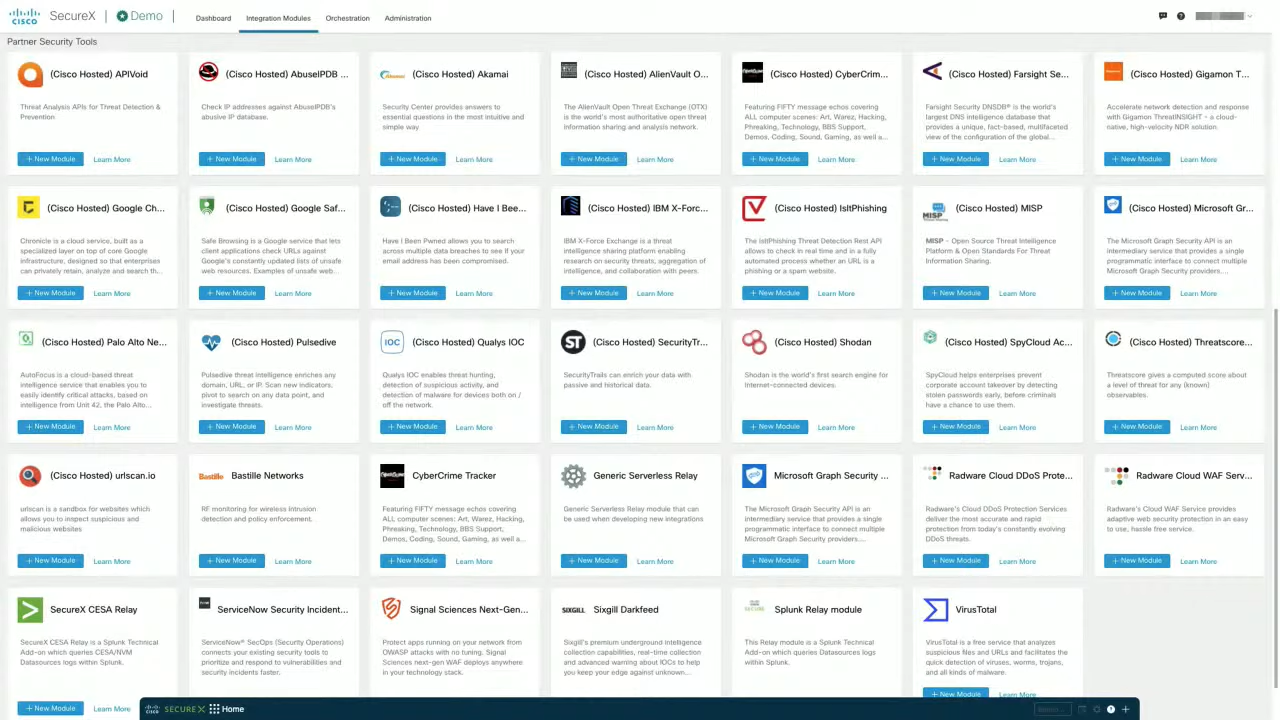 CISCO SecureX Demo Dashboard Integration Modules Orchestration Administration
Partner Security Tools
(Cisco Hosted) APIVoid
Threat Analysis APIs for Threat Detection &
Prevention.
+ New Module Learn More
(Cisco Hosted) AbuseIPDB ...
Check IP addresses against AbuseIPDB's
abusive IP database.
+ New Module Learn More
Akamai (Cisco Hosted) Akamai
Security Center provides answers to
essential questions in the most intuitive and
simple way
+ New Module Learn More
(Cisco Hosted) AlienVault O...
The AlienVault Open Threat Exchange (OTX)
is the world's most authoritative open threat
information sharing and analysis network.
+ New Module Learn More
(Cisco Hosted) CyberCrim...
Featuring FIFTY message echos covering
ALL computer scenes: Art, Warez, Hacking,
Phreaking, Technology, BBS Support,
Demos, Coding, Sound, Gaming, as well a...
+ New Module Learn More
(Cisco Hosted) Farsight Se...
Farsight Security DNSDB® is the world's
largest DNS intelligence database that
provides a unique, fact-based, multifaceted
view of the configuration of the global...
+ New Module Learn More
(Cisco Hosted) Gigamon T...
Accelerate network detection and response
with Gigamon ThreatINSIGHT - a cloud-
native, high-velocity NDR solution.
+ New Module Learn More
(Cisco Hosted) Google Ch...
Chronicle is a cloud service, built as a
specialized layer on top of core Google
infrastructure, designed so that enterprises
can privately retain, analyze and search th...
+ New Module Learn More
(Cisco Hosted) Google Saf...
Safe Browsing is a Google service that lets
client applications check URLs against
Google's constantly updated lists of unsafe
web resources. Examples of unsafe web...
+ New Module Learn More
(Cisco Hosted) Have I Bee...
Have I Been Pwned allows you to search
across multiple data breaches to see if your
email address has been compromised.
+ New Module Learn More
(Cisco Hosted) IBM X-Forc...
IBM X-Force Exchange is a threat
intelligence sharing platform enabling
research on security threats, aggregation of
intelligence, and collaboration with peers.
+ New Module Learn More
(Cisco Hosted) IsItPhishing
The IsItPhishing Threat Detection Rest API
allows to check in real time and in a fully
automated process whether an URL is a
phishing or a spam website.
+ New Module Learn More
MISP (Cisco Hosted) MISP
MISP - Open Source Threat Intelligence
Platform & Open Standards For Threat
Information Sharing.
+ New Module Learn More
(Cisco Hosted) Microsoft Gr...
The Microsoft Graph Security API is an
intermediary service that provides a single
programmatic interface to connect multiple
Microsoft Graph Security providers....
+ New Module Learn More
(Cisco Hosted) Palo Alto Ne...
AutoFocus is a cloud-based threat
intelligence service that enables you to
easily identify critical attacks, based on
intelligence from Unit 42, the Palo Alto...
+ New Module Learn More
(Cisco Hosted) Pulsedive
Pulsedive threat intelligence enriches any
domain, URL, or IP. Scan new indicators,
pivot to search on any data point, and
investigate threats.
+ New Module Learn More
IOC (Cisco Hosted) Qualys IOC
Qualys IOC enables threat hunting,
detection of suspicious activity, and
detection of malware for devices both on /
off the network.
+ New Module Learn More
ST (Cisco Hosted) SecurityTr...
SecurityTrails can enrich your data with
passive and historical data.
+ New Module Learn More
(Cisco Hosted) Shodan
Shodan is the world's first search engine for
Internet-connected devices.
+ New Module Learn More
(Cisco Hosted) SpyCloud Ac...
SpyCloud helps enterprises prevent
corporate account takeover by detecting
stolen passwords early, before criminals
have a chance to use them.
+ New Module Learn More
(Cisco Hosted) Threatscore...
Threatscore gives a computed score about
a level of threat for any (known)
observables.
+ New Module Learn More
(Cisco Hosted) urlscan.io
urlscan is a sandbox for websites which
allows you to inspect suspicious and
malicious websites
+ New Module Learn More
Bastille Bastille Networks
RF monitoring for wireless intrusion
detection and policy enforcement.
+ New Module Learn More
CyberCrime Tracker
Featuring FIFTY message echos covering
ALL computer scenes: Art, Warez, Hacking,
Phreaking, Technology, BBS Support,
Demos, Coding, Sound, Gaming, as well a...
+ New Module Learn More
Generic Serverless Relay
Generic Serverless Relay module that can
be used when developing new integrations
+ New Module Learn More
Microsoft Graph Security ...
The Microsoft Graph Security API is an
intermediary service that provides a single
programmatic interface to connect multiple
Microsoft Graph Security providers....
+ New Module Learn More
Radware Cloud DDoS Prote...
Radware's Cloud DDoS Protection Services
deliver the most accurate and rapid
protection from today's constantly evolving
DDoS threats.
+ New Module Learn More
Radware Cloud WAF Serv...
Radware's Cloud WAF Service provides
adaptive web security protection in an easy
to use, hassle free service.
+ New Module Learn More
SecureX CESA Relay
SecureX CESA Relay is a Splunk Technical
Add-on which queries CESA/NVM
Datasources logs within Splunk.
+ New Module Learn More
ServiceNow Security Incident...
ServiceNow® SecOps (Security Operations)
connects your existing security tools to
prioritize and respond to vulnerabilities and
security incidents faster.
Signal Sciences Next-Gen...
Protect apps running on your network from
OWASP attacks with no tuning. Signal
Sciences next-gen WAF deploys anywhere
in your technology stack.
SIXGILL Sixgill Darkfeed
Sixgill's premium underground intelligence
collection capabilities, real-time collection
and advanced warning about IOCs to help
you keep your edge against unknown...
Splunk Relay module
This Relay module is a Splunk Technical
Add-on which queries Datasources logs
within Splunk.
VirusTotal
VirusTotal is a free service that analyzes
suspicious files and URLs and facilitates the
quick detection of viruses, worms, trojans,
and all kinds of malware.
+ New Module Learn More
CISCO SECUREX Home